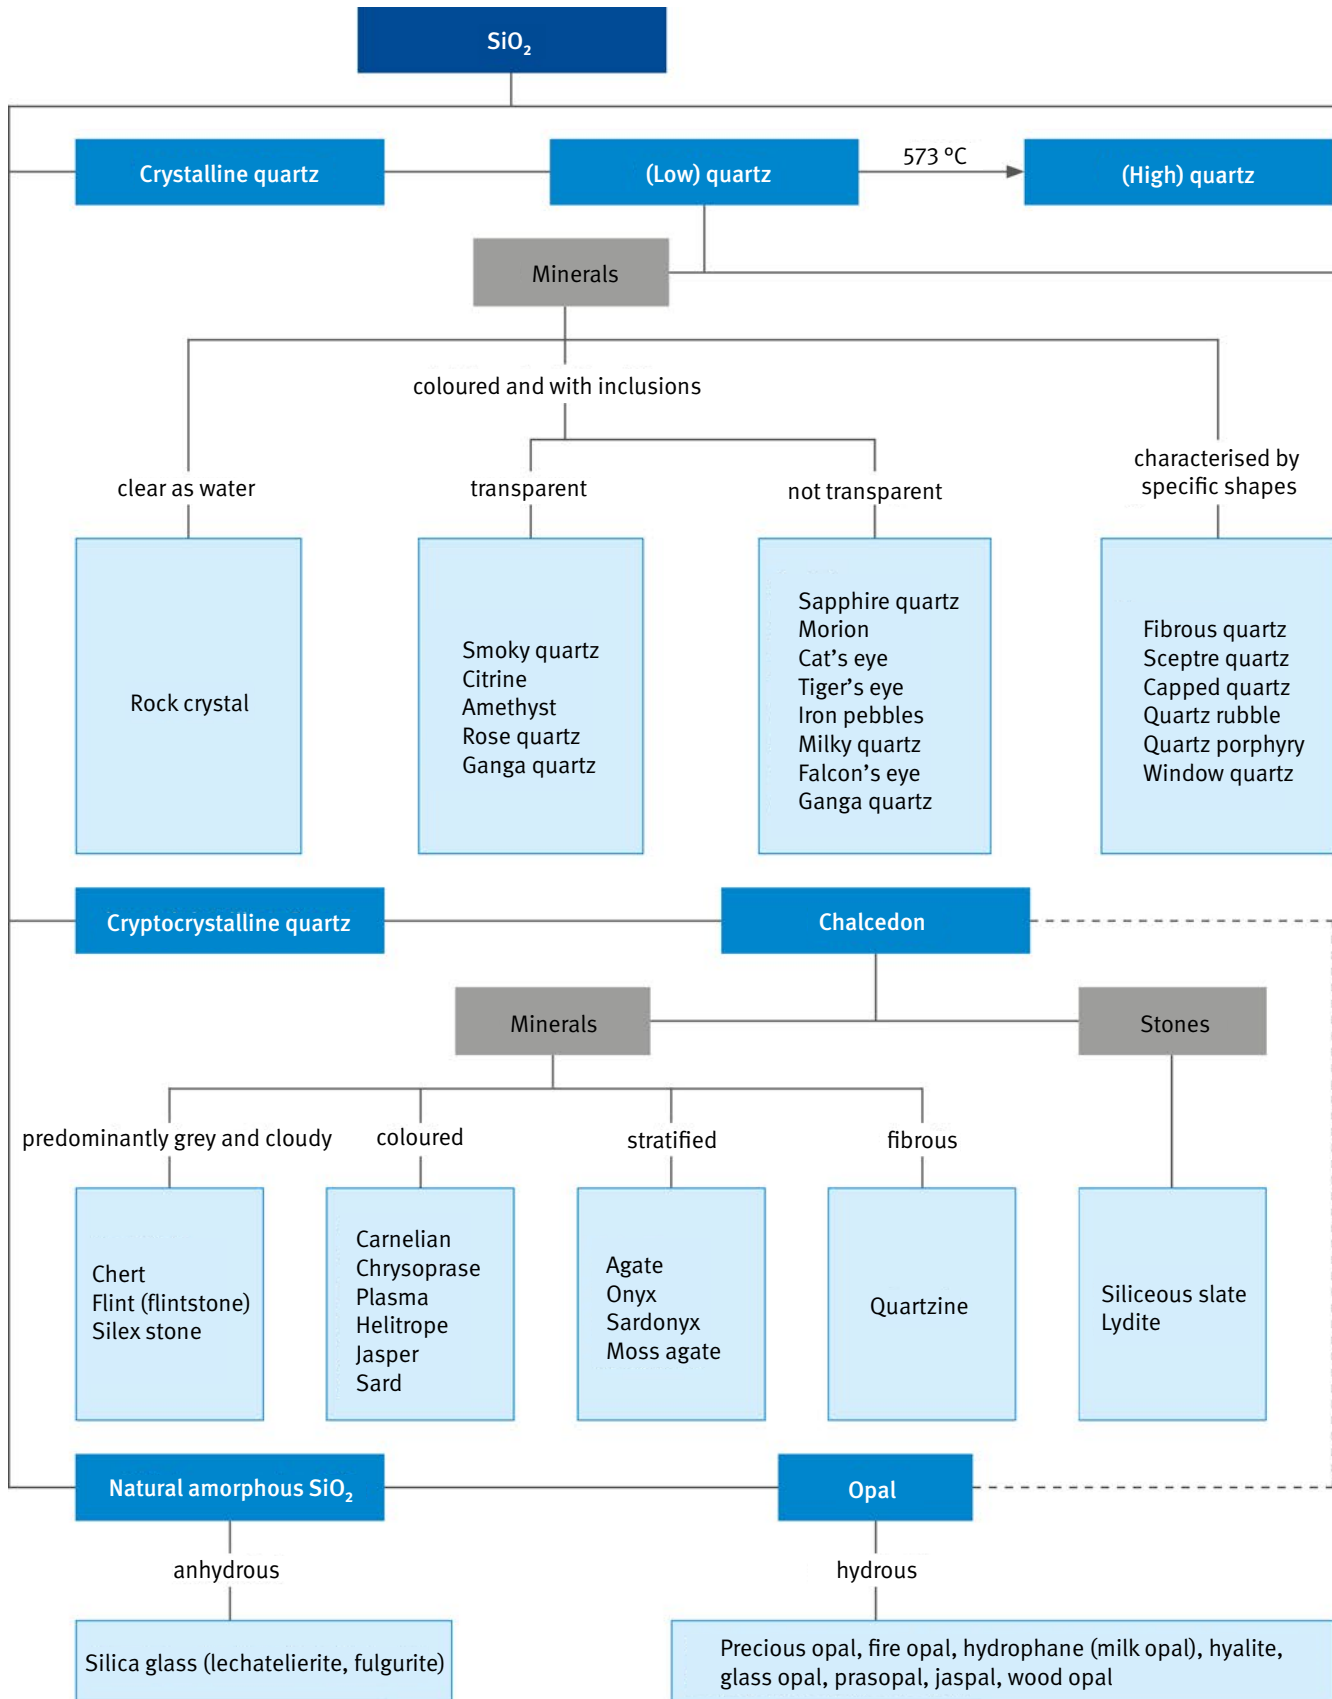 SiO₂
Crystalline quartz
(Low) quartz
573 °C
(High) quartz
Minerals
coloured and with inclusions
clear as water
transparent
not transparent
characterised by
specific shapes
Rock crystal
Smoky quartz
Citrine
Amethyst
Rose quartz
Ganga quartz
Sapphire quartz
Morion
Cat's eye
Tiger's eye
Iron pebbles
Milky quartz
Falcon's eye
Ganga quartz
Fibrous quartz
Sceptre quartz
Capped quartz
Quartz rubble
Quartz porphyry
Window quartz
Cryptocrystalline quartz
Chalcedon
Minerals
Stones
predominantly grey and cloudy
coloured
stratified
fibrous
Chert
Flint (flintstone)
Silex stone
Carnelian
Chrysoprase
Plasma
Helitrope
Jasper
Sard
Agate
Onyx
Sardonyx
Moss agate
Quartzine
Siliceous slate
Lydite
Natural amorphous SiO₂
Opal
anhydrous
hydrous
Silica glass (lechatelierite, fulgurite)
Precious opal, fire opal, hydrophane (milk opal), hyalite,
glass opal, prasopal, jaspal, wood opal